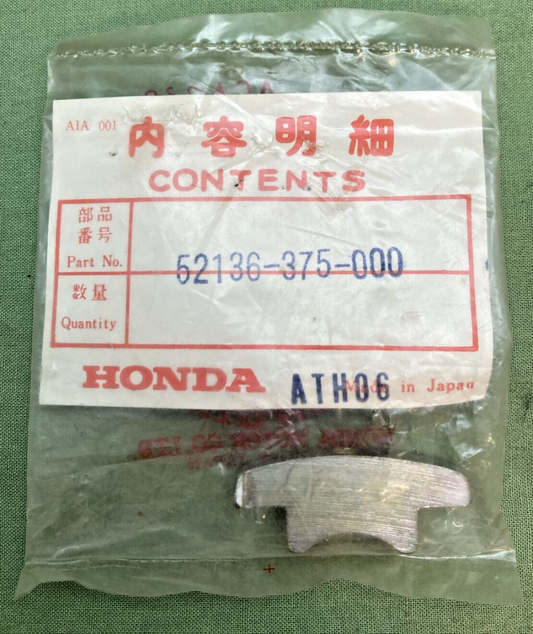 A1A 001
内容明細
CONTENTS
部品
番号
Part No.
52136-375-000
数量
Quantity
HONDA
ATH06
Made in Japan